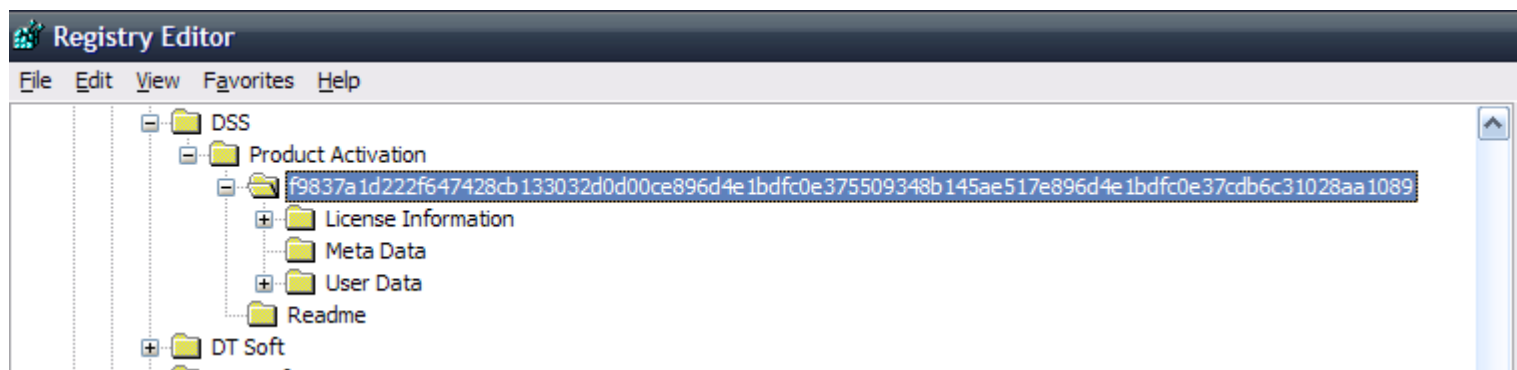 Registry Editor
File Edit View Favorites Help
DSS
Product Activation
f9837a1d222f647428cb133032d0d00ce896d4e1bdfc0e375509348b145ae517e896d4e1bdfc0e37cdb6c31028aa1089
License Information
Meta Data
User Data
Readme
DT Soft